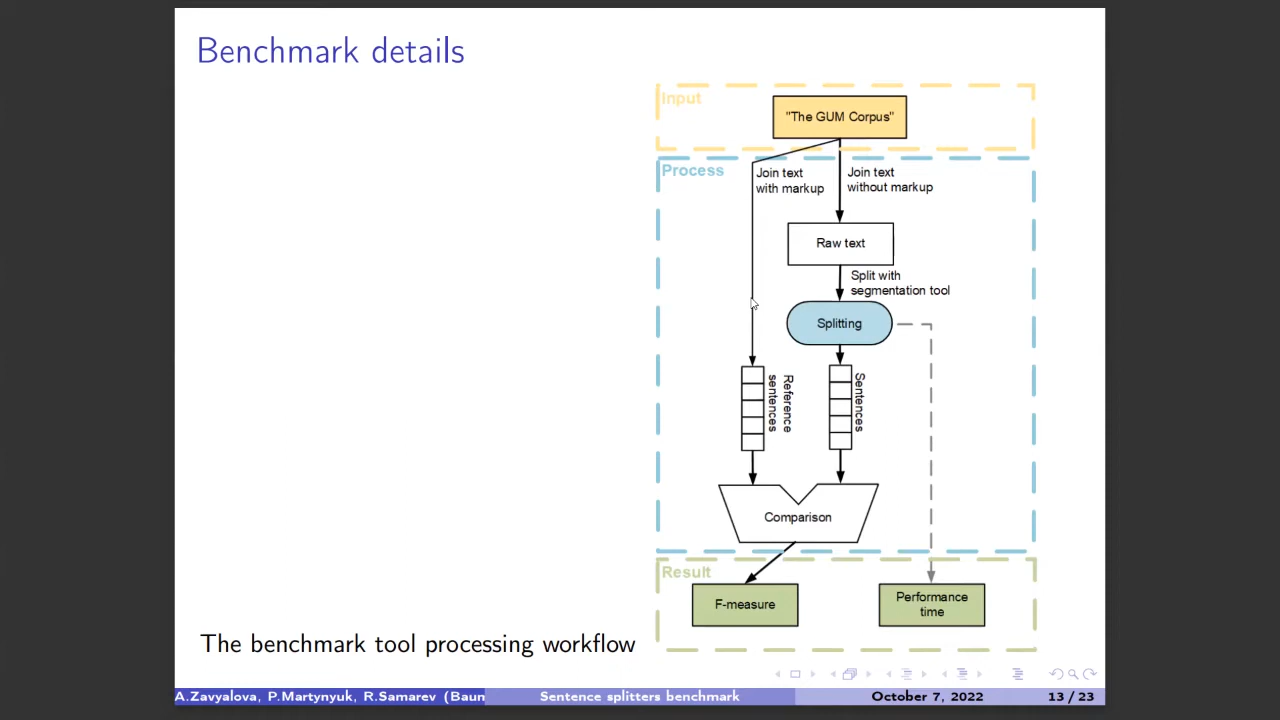 Benchmark details
Input
"The GUM Corpus"
Process
Join text
with markup
Join text
without markup
Raw text
Split with
segmentation tool
Splitting
Reference
sentences
Sentences
Comparison
Result
F-measure
Performance
time
The benchmark tool processing workflow
A.Zavyalova, P.Martynyuk, R.Samarev (Baun
Sentence splitters benchmark
October 7, 2022
13 / 23